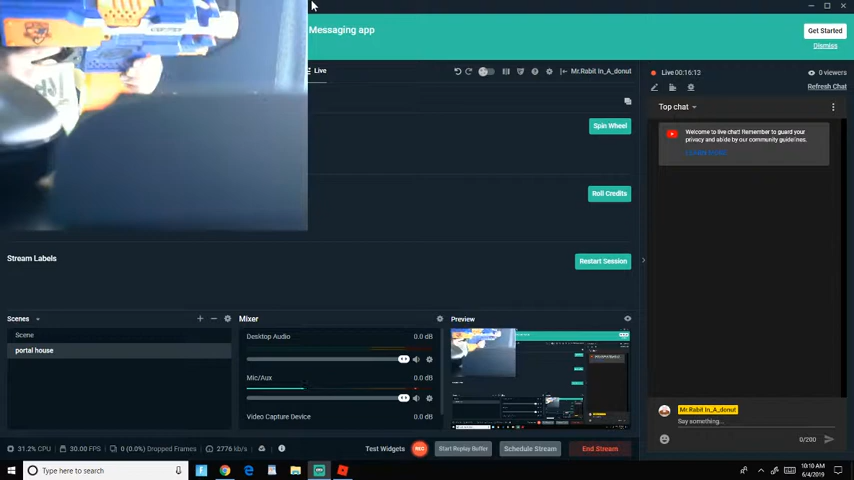 Messaging app
Get Started
Dismiss
Live
Mr.Rabit In_A_donut
Live 00:16:12
0 viewers
Refresh Chat
Top chat
Welcome to live chat! Remember to guard your
privacy and abide by our community guidelines.
Spin Wheel
Roll Credits
Stream Labels
Restart Session
Scenes
Scene
portal house
Mixer
Desktop Audio
0.0 dB
Mic/Aux
0.0 dB
Video Capture Device
0.0 dB
Preview
Mr.Rabit In_A_donut
Say something...
0/200
31.2% CPU
30.00 FPS
0 (0.0%) Dropped Frames
2776 kb/s
Test Widgets
REC
Start Replay Buffer
Schedule Stream
End Stream
Type here to search
10:10 AM
6/4/2019